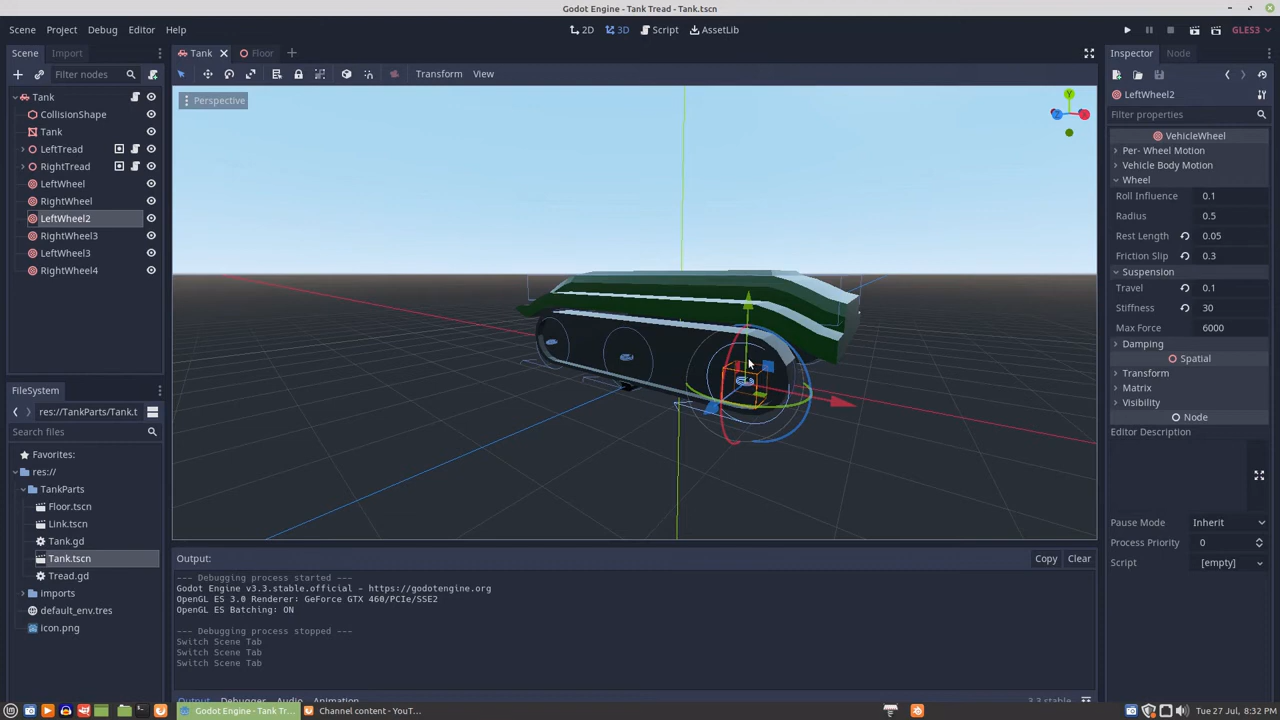 Godot Engine - Tank Tread - Tank.tscn
Scene Project Debug Editor Help
2D 3D Script AssetLib
GLES3
Scene Import
Filter nodes
Tank
CollisionShape
Tank
LeftTread
RightTread
LeftWheel
RightWheel
LeftWheel2
RightWheel3
LeftWheel3
RightWheel4
FileSystem
res://TankParts/Tank.t
Search files
Favorites:
res://
TankParts
Floor.tscn
Link.tscn
Tank.gd
Tank.tscn
Tread.gd
imports
default_env.tres
icon.png
Tank Floor
Transform View
Perspective
Y
Z
Output:
Copy Clear
--- Debugging process started ---
Godot Engine v3.3.stable.official - https://godotengine.org
OpenGL ES 3.0 Renderer: GeForce GTX 460/PCIe/SSE2
OpenGL ES Batching: ON
--- Debugging process stopped ---
Switch Scene Tab
Switch Scene Tab
Switch Scene Tab
Output Debugger Audio Animation
3.3.stable
Inspector Node
LeftWheel2
Filter properties
VehicleWheel
Per- Wheel Motion
Vehicle Body Motion
Wheel
Roll Influence 0.1
Radius 0.5
Rest Length 0.05
Friction Slip 0.3
Suspension
Travel 0.1
Stiffness 30
Max Force 6000
Damping
Spatial
Transform
Matrix
Visibility
Node
Editor Description
Pause Mode Inherit
Process Priority 0
Script [empty]
Godot Engine - Tank Tr...
Channel content - YouT...
Tue 27 Jul, 8:32 PM